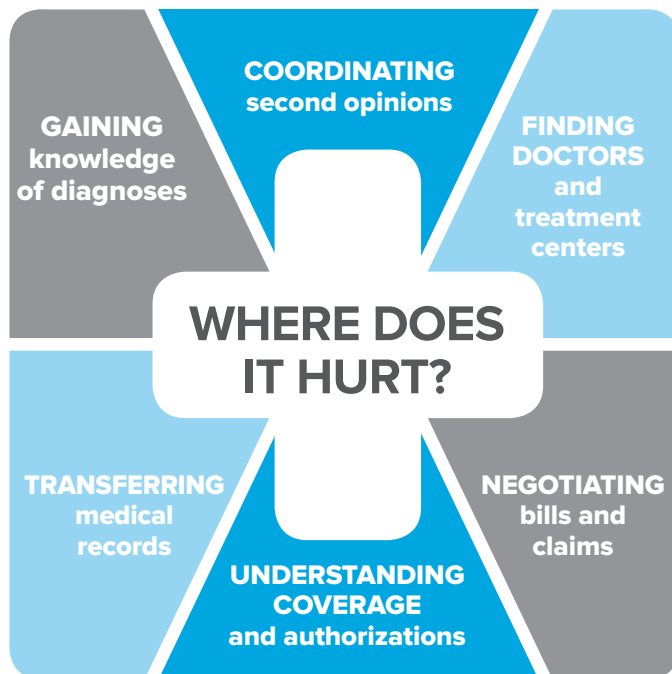 COORDINATING
second opinions
GAINING
knowledge
of diagnoses
FINDING
DOCTORS
and
treatment
centers
WHERE DOES
IT HURT?
TRANSFERRING
medical
records
NEGOTIATING
bills and
claims
UNDERSTANDING
COVERAGE
and authorizations